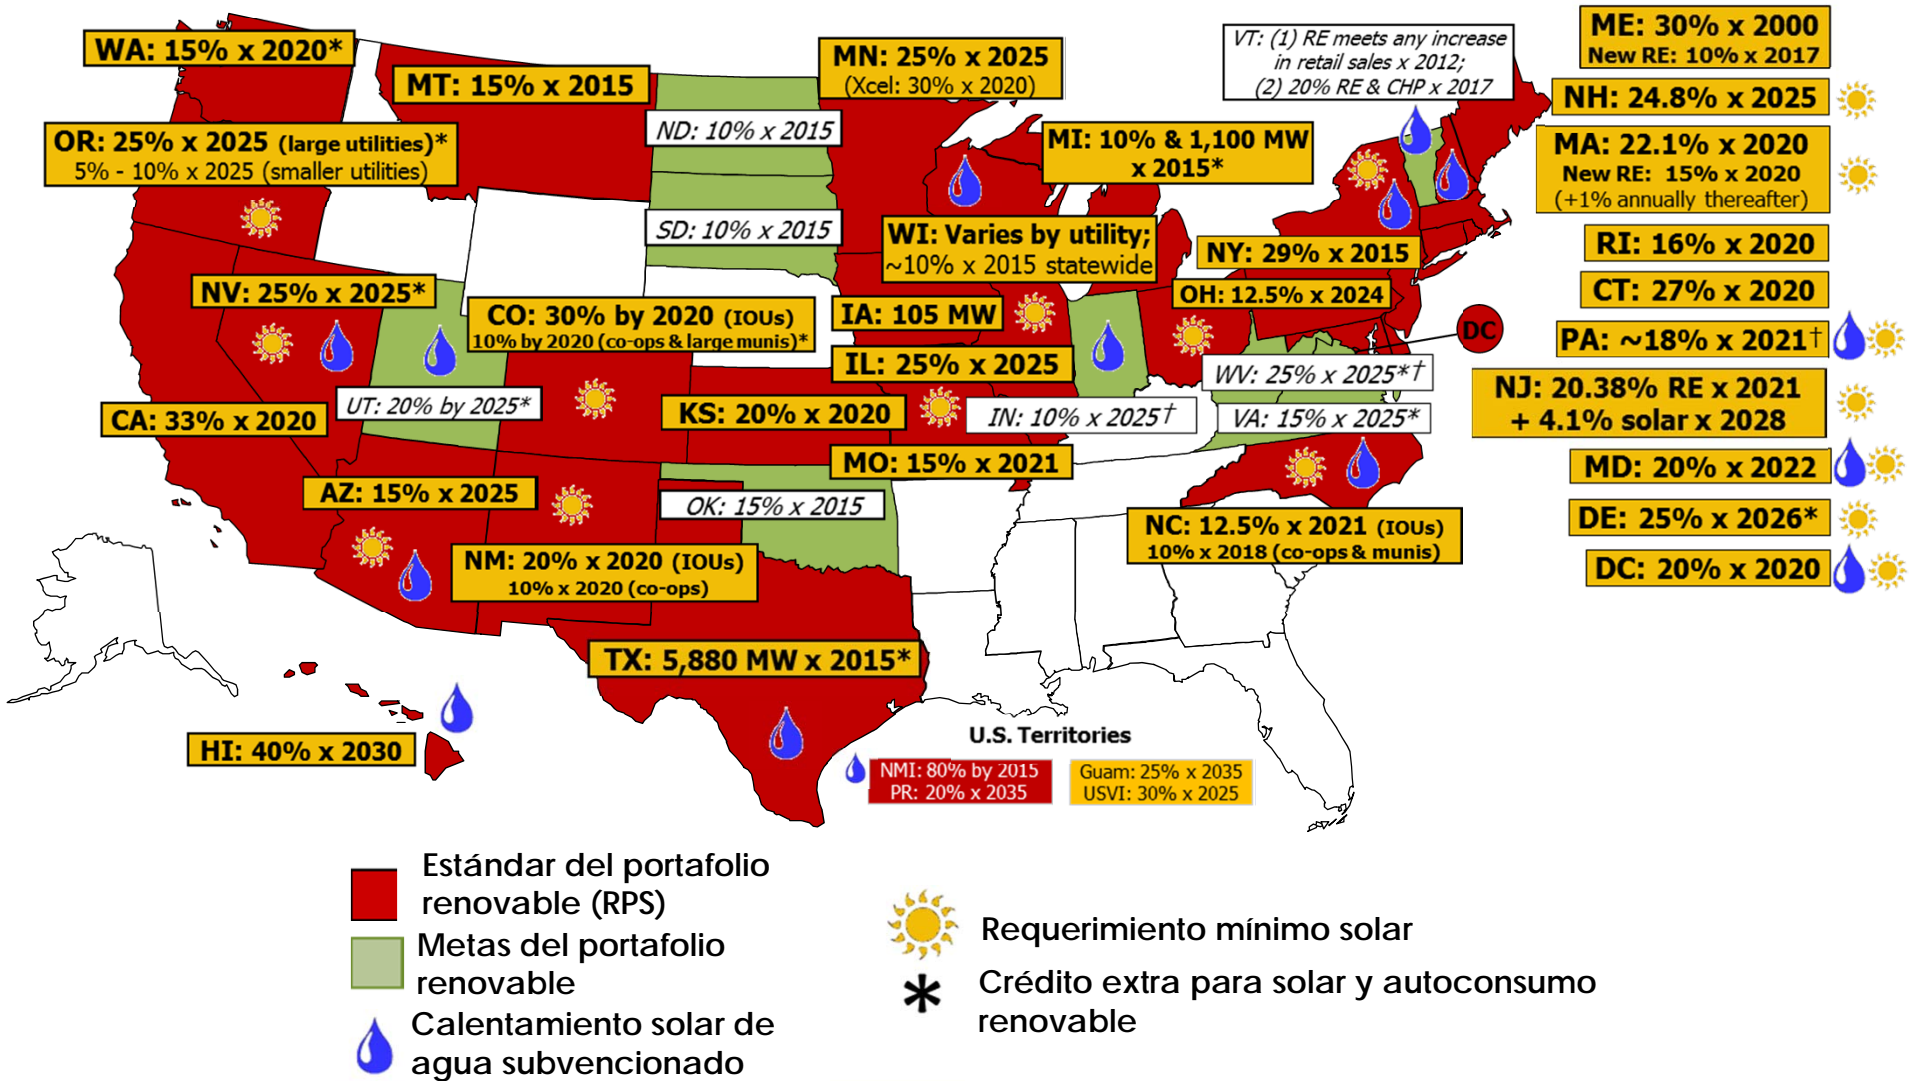 WA: 15% x 2020*
MT: 15% x 2015
MN: 25% x 2025
(Xcel: 30% x 2020)
VT: (1) RE meets any increase
in retail sales x 2012;
(2) 20% RE & CHP x 2017
ME: 30% x 2000
New RE: 10% x 2017
NH: 24.8% x 2025
OR: 25% x 2025 (large utilities)*
5% - 10% x 2025 (smaller utilities)
ND: 10% x 2015
MI: 10% & 1,100 MW
x 2015*
MA: 22.1% x 2020
New RE: 15% x 2020
(+1% annually thereafter)
SD: 10% x 2015
WI: Varies by utility;
~10% x 2015 statewide
NY: 29% x 2015
RI: 16% x 2020
NV: 25% x 2025*
CO: 30% by 2020 (IOUs)
10% by 2020 (co-ops & large munis)*
IA: 105 MW
OH: 12.5% x 2024
CT: 27% x 2020
DC
PA: ~18% x 2021†
IL: 25% x 2025
WV: 25% x 2025*†
UT: 20% by 2025*
CA: 33% x 2020
KS: 20% x 2020
IN: 10% x 2025†
VA: 15% x 2025*
NJ: 20.38% RE x 2021
+ 4.1% solar x 2028
MO: 15% x 2021
MD: 20% x 2022
AZ: 15% x 2025
OK: 15% x 2015
DE: 25% x 2026*
NC: 12.5% x 2021 (IOUs)
10% x 2018 (co-ops & munis)
NM: 20% x 2020 (IOUs)
10% x 2020 (co-ops)
DC: 20% x 2020
TX: 5,880 MW x 2015*
HI: 40% x 2030
U.S. Territories
NMI: 80% by 2015
PR: 20% x 2035
Guam: 25% x 2035
USVI: 30% x 2025
Estándar del portafolio
renovable (RPS)
Metas del portafolio
renovable
Calentamiento solar de
agua subvencionado
Requerimiento mínimo solar
* Crédito extra para solar y autoconsumo
renovable